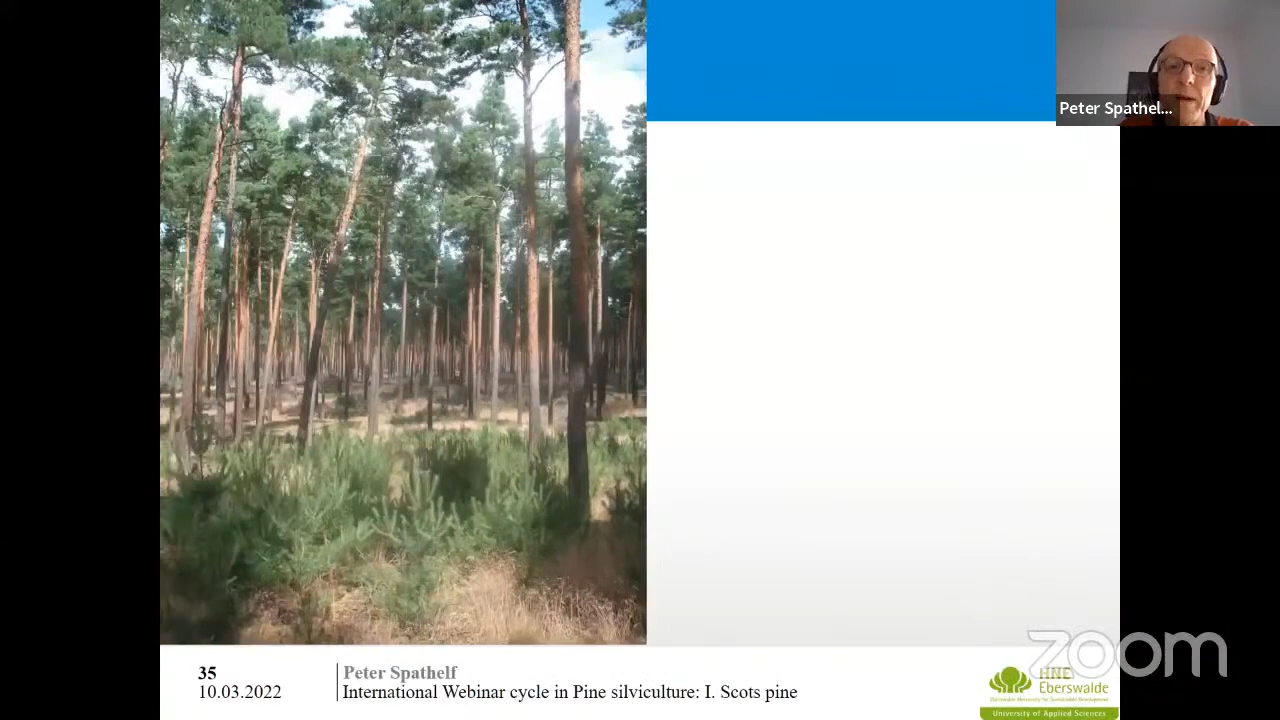 Peter Spathel...
35
10.03.2022
Peter Spathelf
International Webinar cycle in Pine silviculture: I. Scots pine
zoom
HNE
Eberswalde
University of Applied Sciences